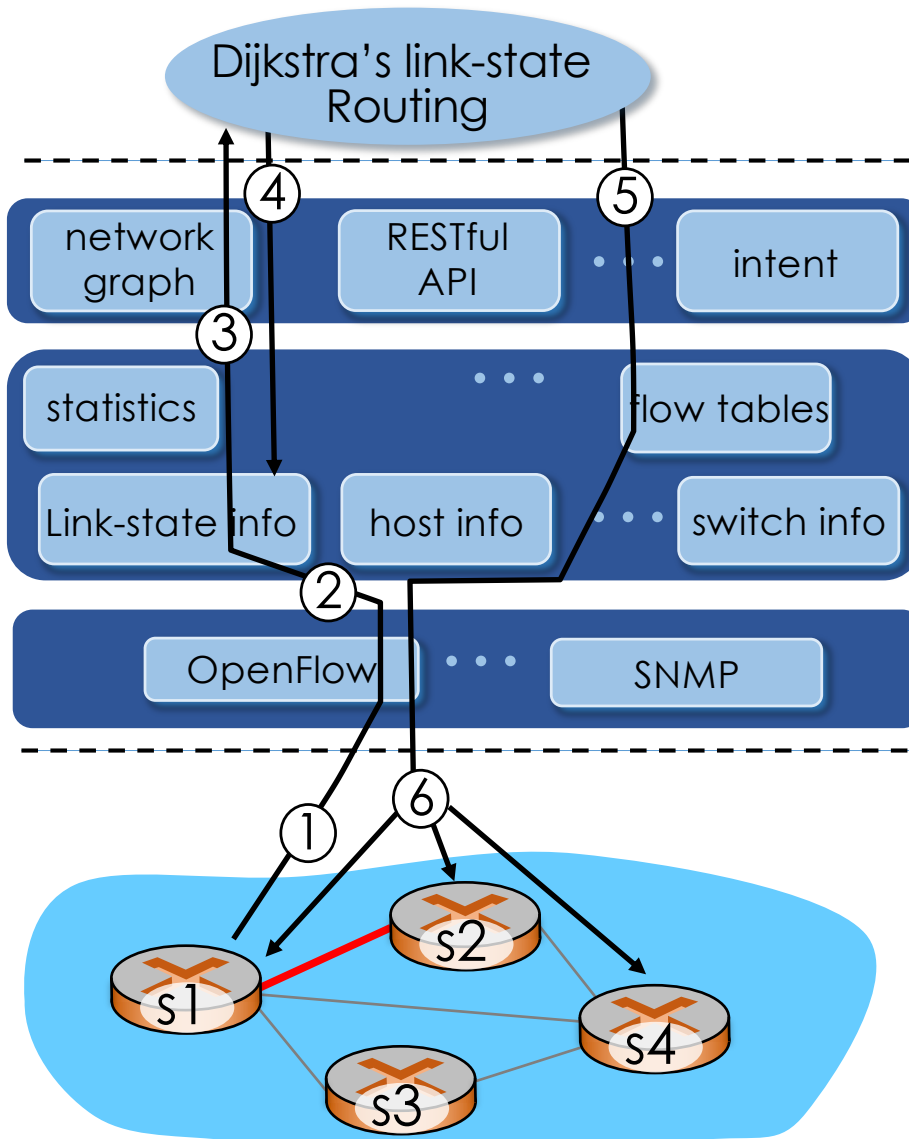 Dijkstra's link-state
Routing
4
5
network
graph
RESTful
API
intent
3
statistics
flow tables
Link-state info
host info
switch info
2
OpenFlow
SNMP
6
1
s2
s1
s4
s3